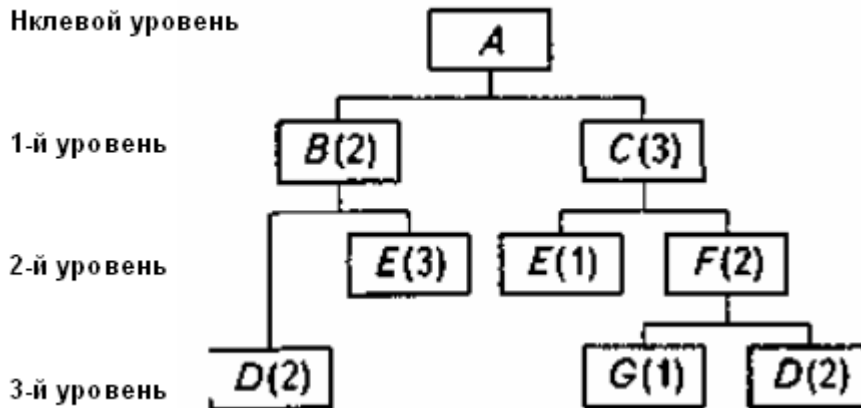 Нклевой уровень
A
1-й уровень
B(2)
C(3)
2-й уровень
E(3)
E(1)
F(2)
3-й уровень
D(2)
G(1)
D(2)